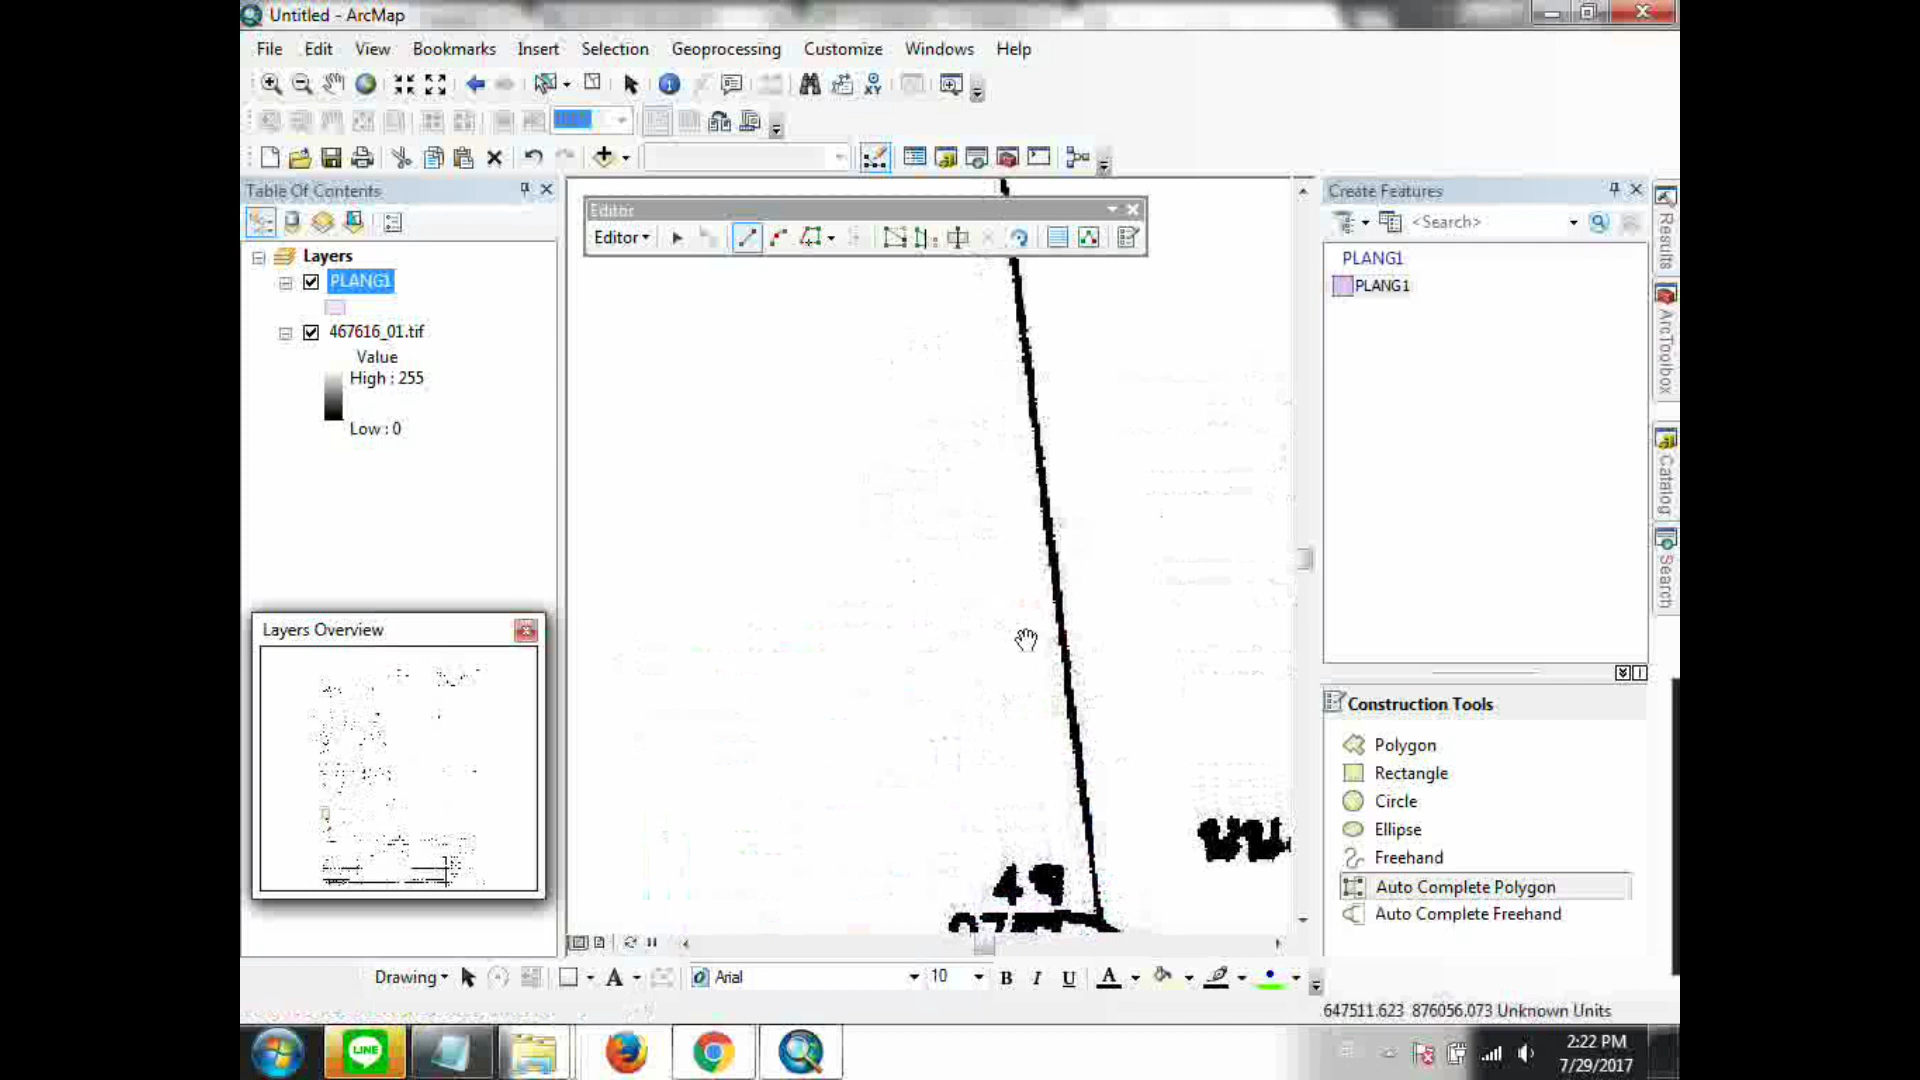 Untitled - ArcMap
File Edit View Bookmarks Insert Selection Geoprocessing Customize Windows Help
Table Of Contents
Layers
PLANG1
467616_01.tif
Value
High : 255
Low : 0
Layers Overview
Editor
Editor
49
บน
Create Features
<Search>
PLANG1
PLANG1
Construction Tools
Polygon
Rectangle
Circle
Ellipse
Freehand
Auto Complete Polygon
Auto Complete Freehand
Results
ArcToolbox
Catalog
Search
Drawing
Arial
10
B I U A
647511.623 876056.073 Unknown Units
LINE
2:22 PM
7/29/2017